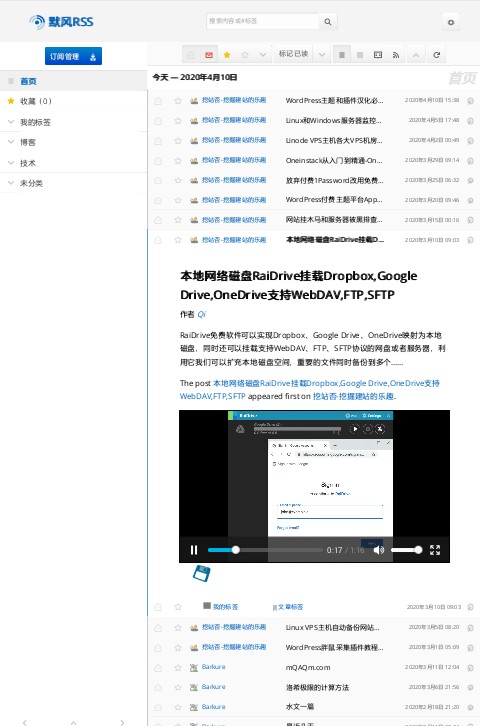 默风RSS
搜索内容或#标签
订阅管理
标记已读
首页
收藏（0）
我的标签
博客
技术
未分类
今天 — 2020年4月10日
首页
挖站否-挖掘建站的乐趣 WordPress主题和插件汉化必... 2020年4月10日 15:38
挖站否-挖掘建站的乐趣 Linux和Windows服务器监控... 2020年4月5日 17:48
挖站否-挖掘建站的乐趣 Linode VPS主机各大VPS机房... 2020年4月2日 00:49
挖站否-挖掘建站的乐趣 Oneinstack从入门到精通-On... 2020年3月29日 09:14
挖站否-挖掘建站的乐趣 放弃付费1Password改用免费... 2020年3月25日 06:32
挖站否-挖掘建站的乐趣 WordPress付费主题平台App... 2020年3月20日 09:46
挖站否-挖掘建站的乐趣 网站挂木马和服务器被黑排查... 2020年3月15日 00:16
挖站否-挖掘建站的乐趣 本地网络磁盘RaiDrive挂载D... 2020年3月10日 09:03
本地网络磁盘RaiDrive挂载Dropbox,Google
Drive,OneDrive支持WebDAV,FTP,SFTP
作者 Qi
RaiDrive免费软件可以实现Dropbox、Google Drive、OneDrive映射为本地
磁盘，同时还可以挂载支持WebDAV、FTP、SFTP协议的网盘或者服务器，利
用它我们可以扩充本地磁盘空间，重要的文件同时备份到多个……
The post 本地网络磁盘RaiDrive挂载Dropbox,Google Drive,OneDrive支持
WebDAV,FTP,SFTP appeared first on 挖站否-挖掘建站的乐趣.
RaiDrive
Sign in
0:17 / 1:16
我的标签 文章标签 2020年3月10日 09:03
挖站否-挖掘建站的乐趣 Linux VPS主机自动备份网站... 2020年3月5日 08:20
挖站否-挖掘建站的乐趣 WordPress胖鼠采集插件教程... 2020年3月1日 05:09
Barkure mQAQm.com 2020年3月11日 12:04
Barkure 洛希极限的计算方法 2020年3月6日 21:56
Barkure 水文一篇 2020年2月18日 21:20